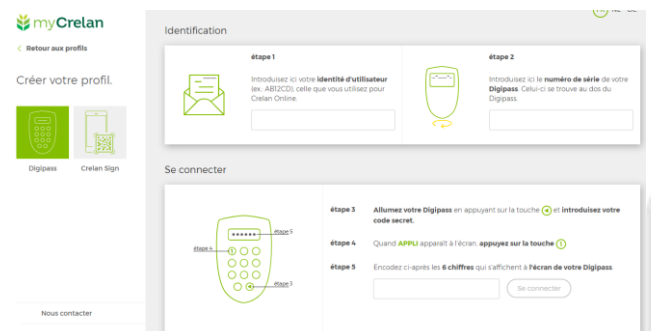 myCrelan
Retour aux profils
Créer votre profil.
Digipass
Crelan Sign
Nous contacter
Identification
étape 1
Introduisez ici votre identité d'utilisateur
(ex: AB12CD), celle que vous utilisez pour
Crelan Online.
étape 2
Introduisez ici le numéro de série de votre
Digipass. Celui-ci se trouve au dos du
Digipass.
Se connecter
étape 5
étape 4
étape 3
étape 3
Allumez votre Digipass en appuyant sur la touche et introduisez votre
code secret.
étape 4
Quand APPLI apparaît à l'écran, appuyez sur la touche 1
étape 5
Encodez ci-après les 6 chiffres qui s'affichent à l'écran de votre Digipass.
Se connecter